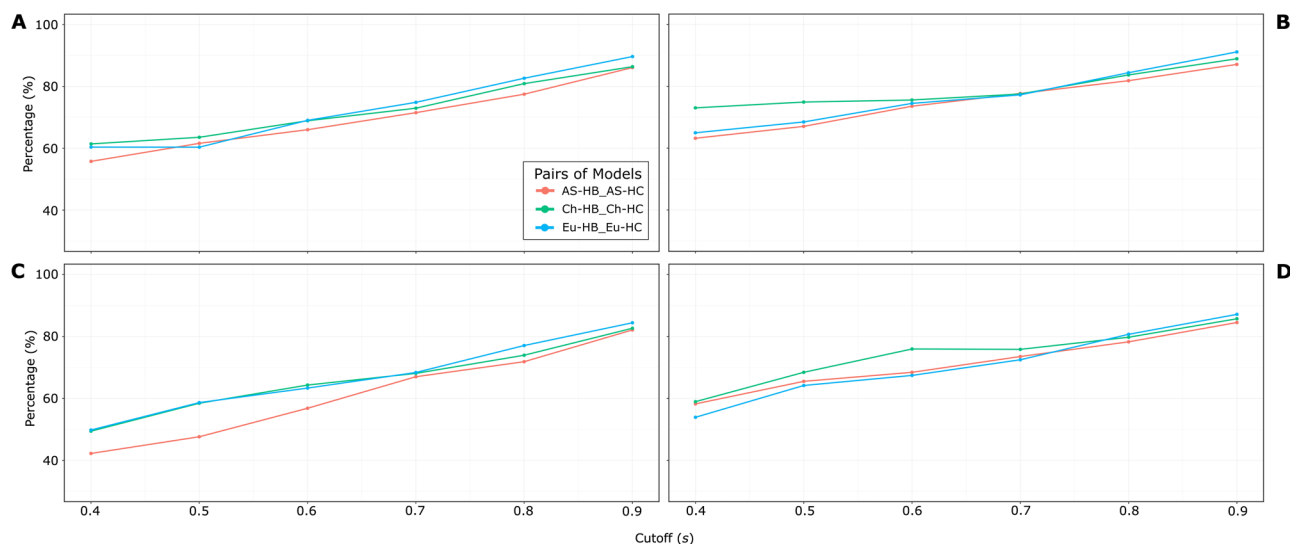 A
B
Percentage (%)
100
80
60
40
Pairs of Models
AS-HB_AS-HC
Ch-HB_Ch-HC
Eu-HB_Eu-HC
C
D
Percentage (%)
100
80
60
40
0.4 0.5 0.6 0.7 0.8 0.9
0.4 0.5 0.6 0.7 0.8 0.9
Cutoff (s)